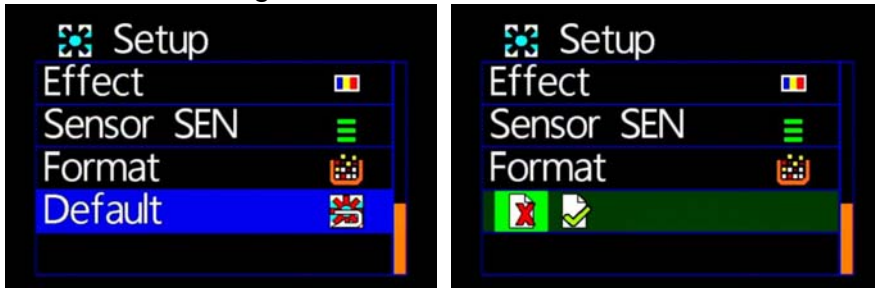 Setup
Effect
Sensor SEN
Format
Default
Setup
Effect
Sensor SEN
Format